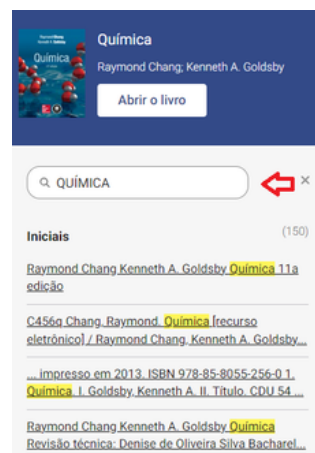 Química
Raymond Chang; Kenneth A. Goldsby
Abrir o livro
Química
QUÍMICA
×
Iniciais
(150)
Raymond Chang Kenneth A. Goldsby Química 11a
edição
C456q Chang, Raymond. Química [recurso
eletrônico] / Raymond Chang, Kenneth A. Goldsby...
... impresso em 2013. ISBN 978-85-8055-256-0 1.
Química. I. Goldsby, Kenneth A. II. Título. CDU 54 ...
Raymond Chang Kenneth A. Goldsby Química
Revisão técnica: Denise de Oliveira Silva Bacharel...